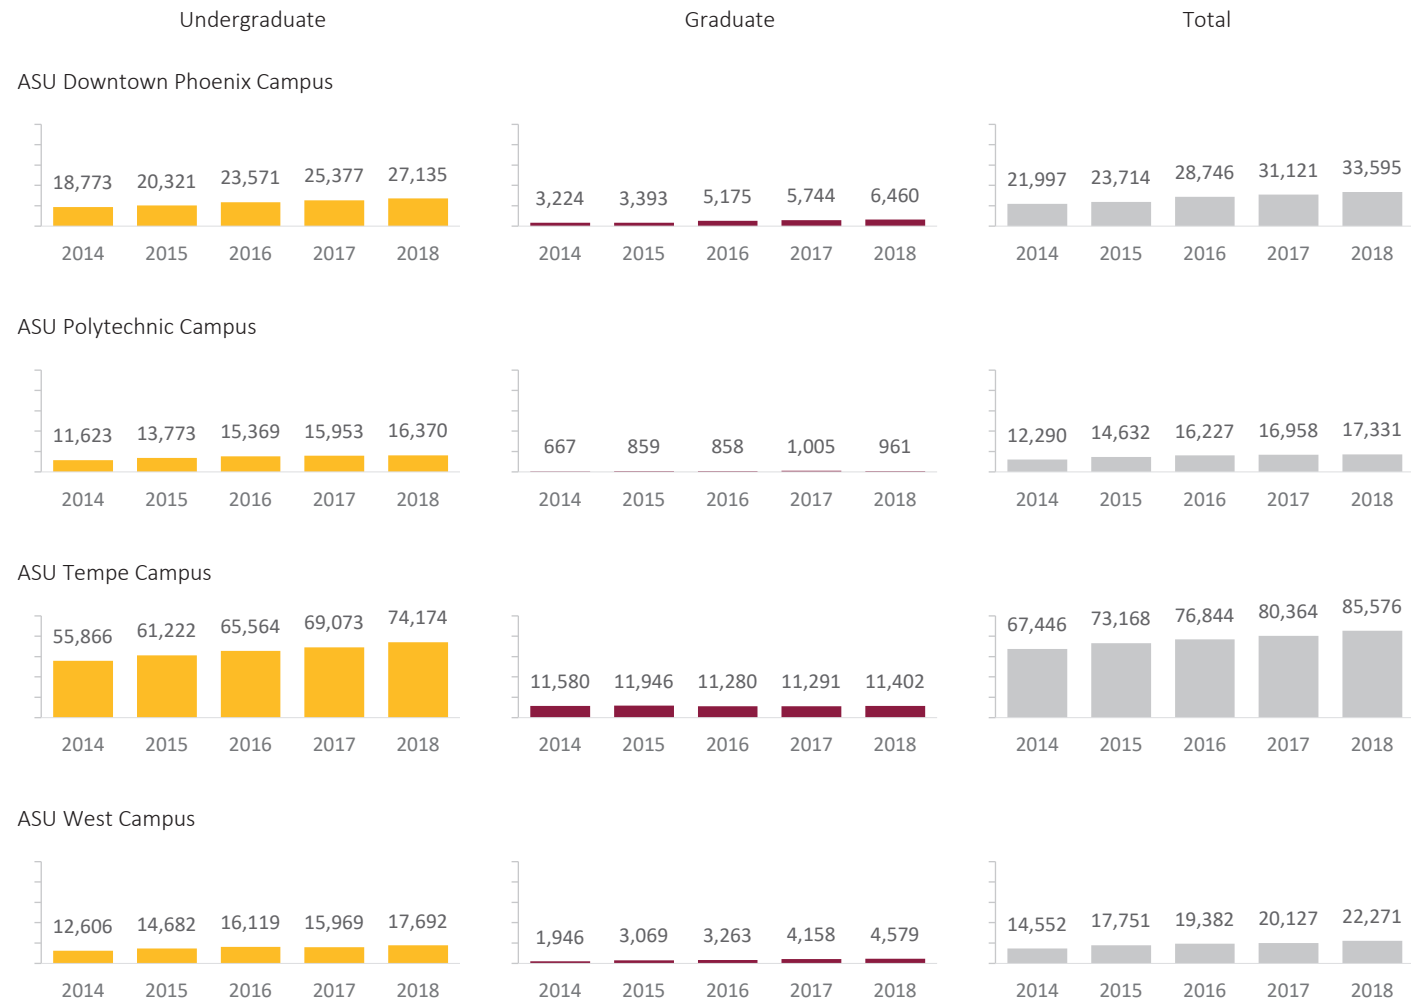 Undergraduate Graduate Total
ASU Downtown Phoenix Campus
18,773 20,321 23,571 25,377 27,135
2014 2015 2016 2017 2018
3,224 3,393 5,175 5,744 6,460
2014 2015 2016 2017 2018
21,997 23,714 28,746 31,121 33,595
2014 2015 2016 2017 2018
ASU Polytechnic Campus
11,623 13,773 15,369 15,953 16,370
2014 2015 2016 2017 2018
667 859 858 1,005 961
2014 2015 2016 2017 2018
12,290 14,632 16,227 16,958 17,331
2014 2015 2016 2017 2018
ASU Tempe Campus
55,866 61,222 65,564 69,073 74,174
2014 2015 2016 2017 2018
11,580 11,946 11,280 11,291 11,402
2014 2015 2016 2017 2018
67,446 73,168 76,844 80,364 85,576
2014 2015 2016 2017 2018
ASU West Campus
12,606 14,682 16,119 15,969 17,692
2014 2015 2016 2017 2018
1,946 3,069 3,263 4,158 4,579
2014 2015 2016 2017 2018
14,552 17,751 19,382 20,127 22,271
2014 2015 2016 2017 2018